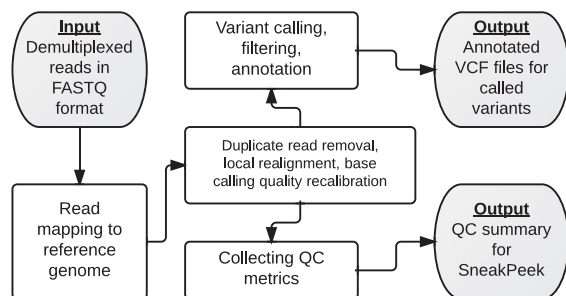 Input
Demultiplexed
reads in
FASTQ
format
Read
mapping to
reference
genome
Duplicate read removal,
local realignment, base
calling quality recalibration
Variant calling,
filtering,
annotation
Output
Annotated
VCF files for
called
variants
Collecting QC
metrics
Output
QC summary
for
SneakPeek